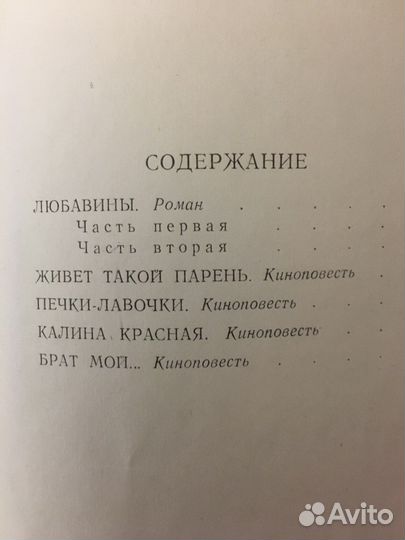 СОДЕРЖАНИЕ
ЛЮБАВИНЫ. Роман . . . . .
Часть первая . . . .
Часть вторая . . . .
ЖИВЕТ ТАКОЙ ПАРЕНЬ. Киноповесть .
ПЕЧКИ-ЛАВОЧКИ. Киноповесть . . .
КАЛИНА КРАСНАЯ. Киноповесть . .
БРАТ МОЙ... Киноповесть . . . .
Avito